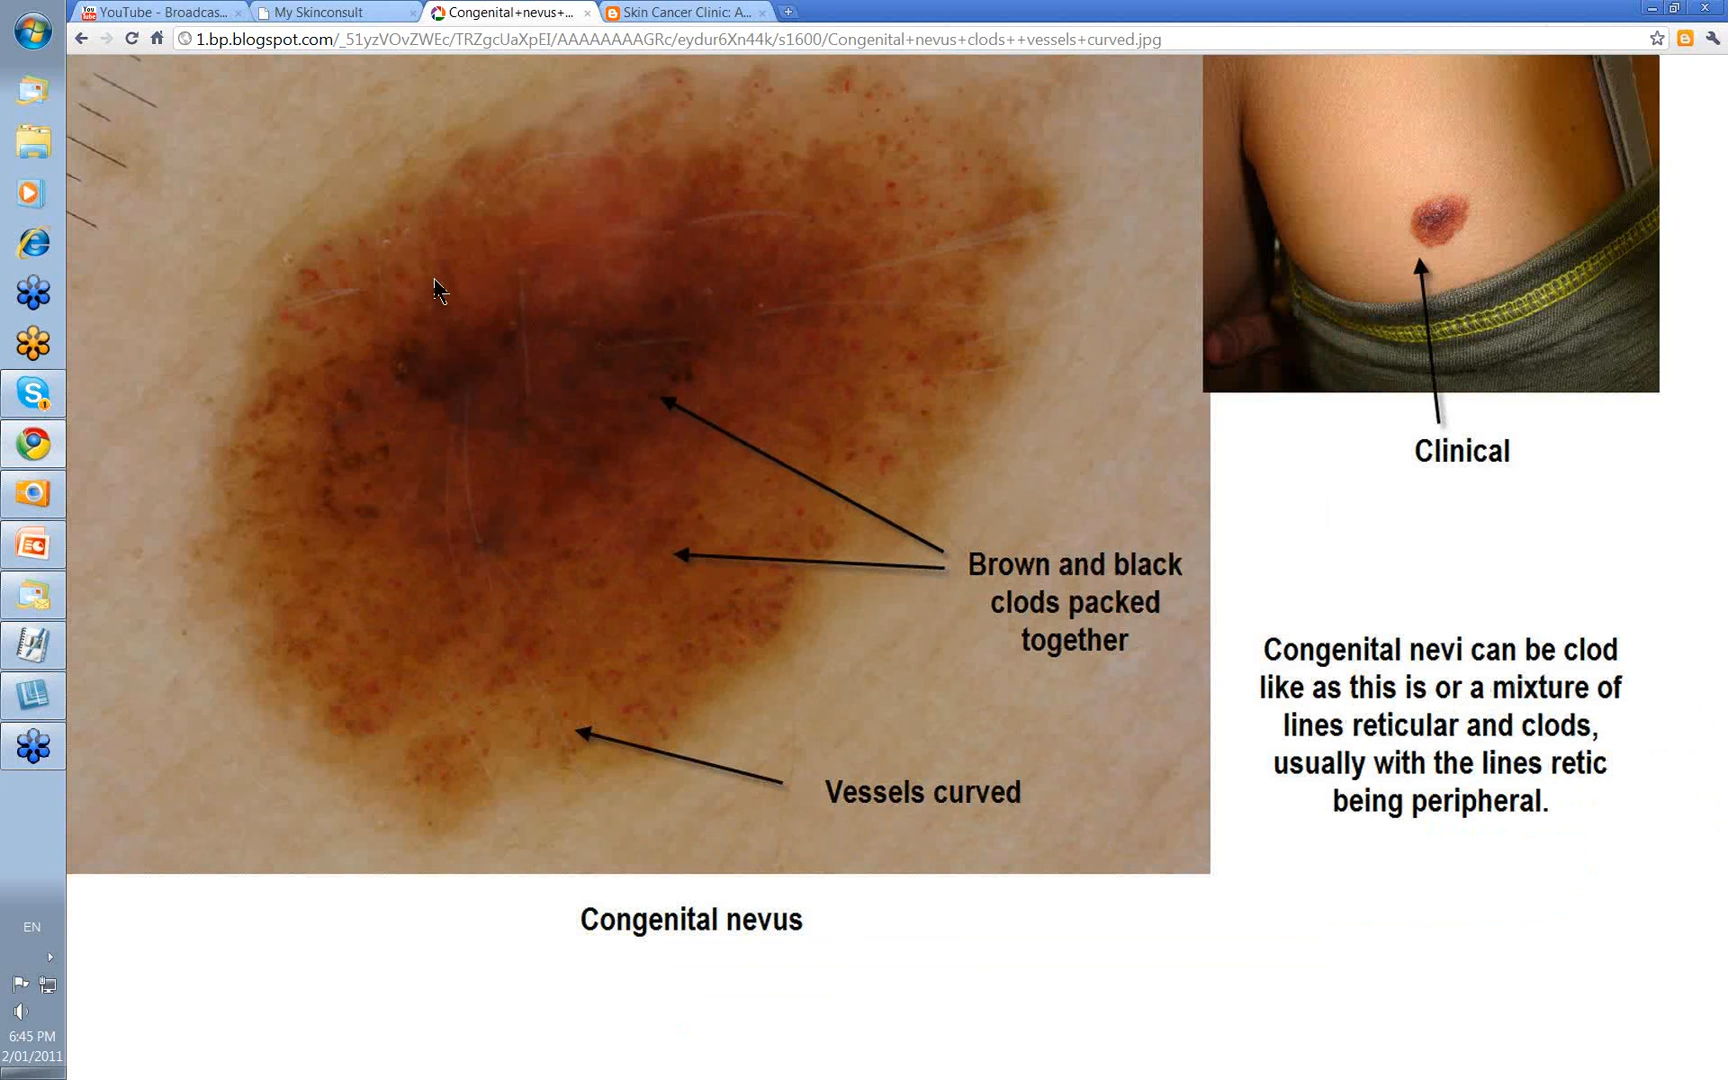 YouTube - Broadcas...
My Skinconsult
Congenital+nevus+...
Skin Cancer Clinic: A...
1.bp.blogspot.com/_51yzVOvZWEc/TRZgcUaXpEI/AAAAAAAAGRc/eydur6Xn44k/s1600/Congenital+nevus+clods++vessels+curved.jpg
Clinical
Brown and black
clods packed
together
Congenital nevi can be clod
like as this is or a mixture of
lines reticular and clods,
usually with the lines retic
being peripheral.
Vessels curved
Congenital nevus
EN
6:45 PM
2/01/2011